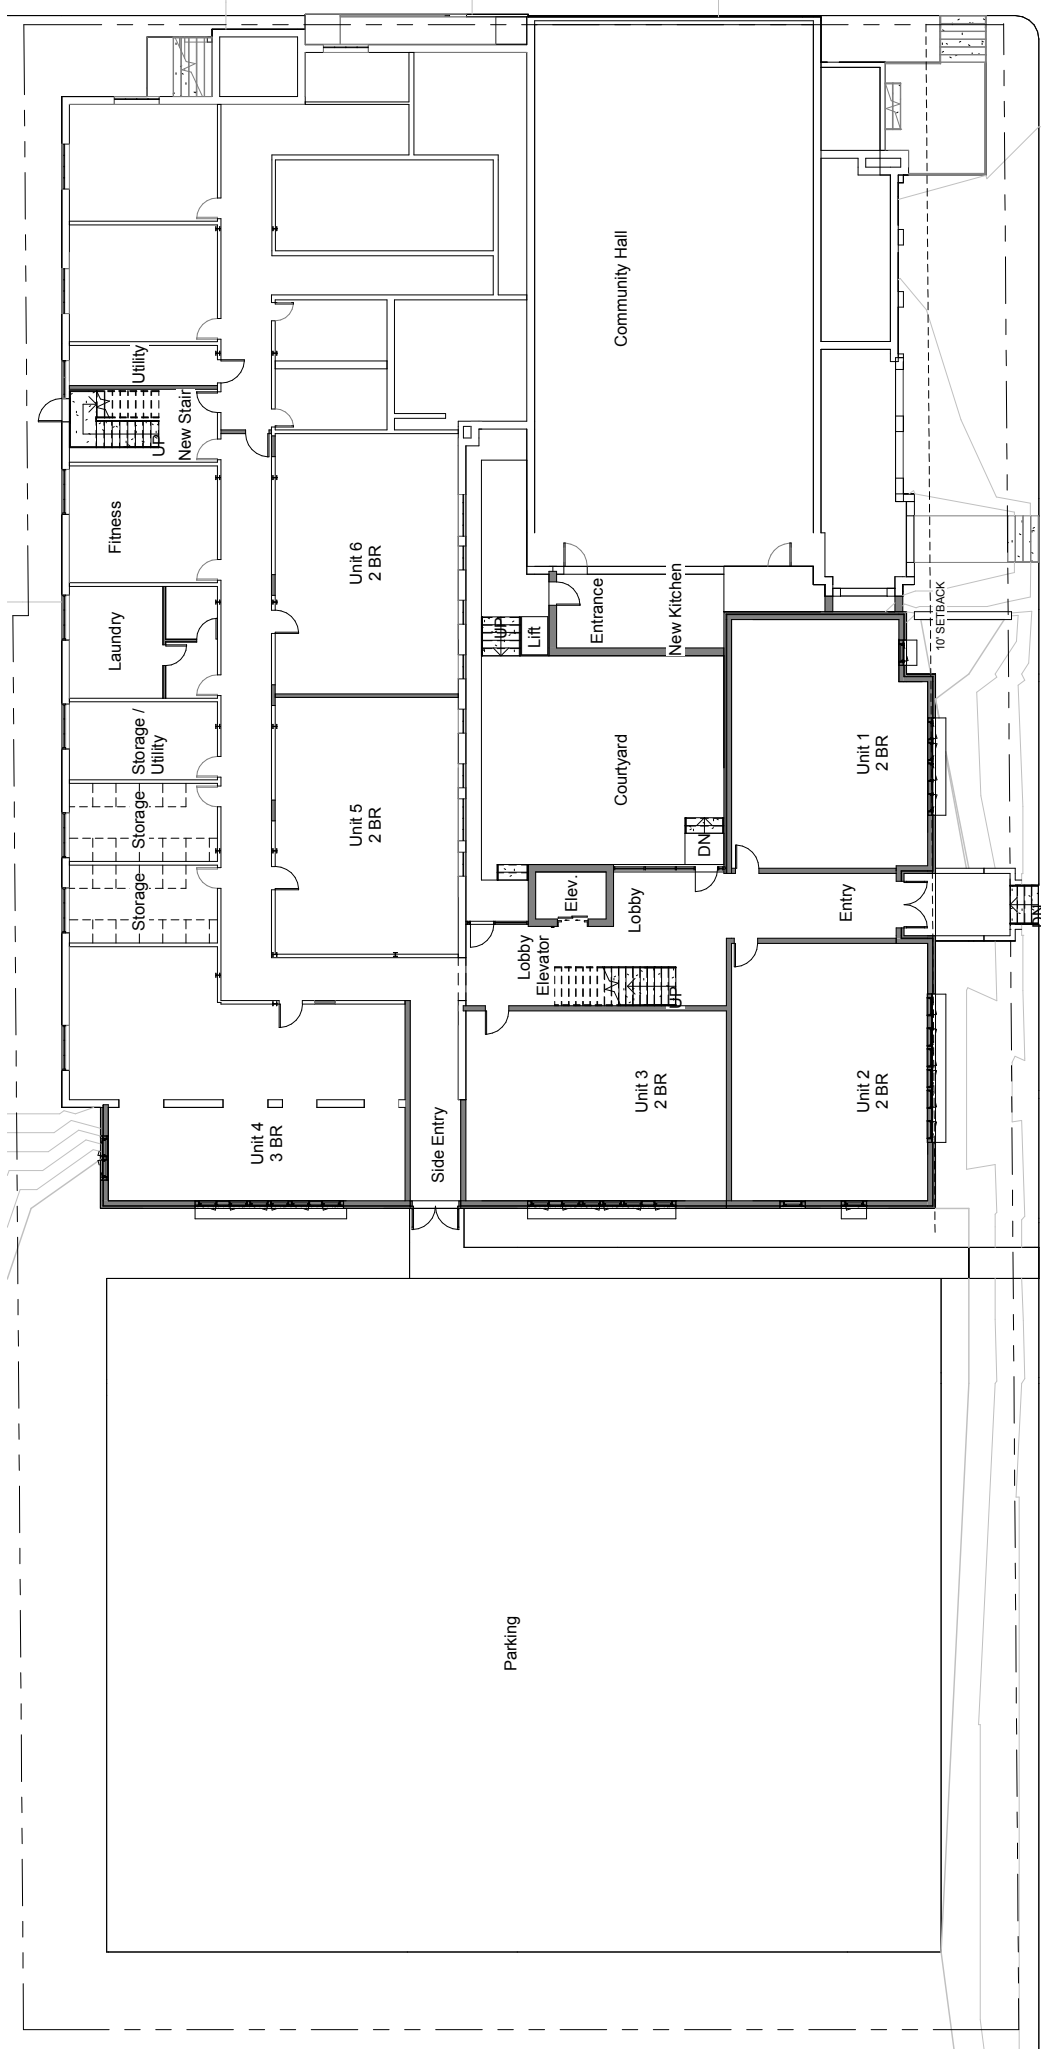 Community Hall
Utility
UP
New Stair
Fitness
Unit 6
2 BR
Laundry
UP
Lift
Entrance
New Kitchen
10' SETBACK
Storage /
Utility
Storage
Storage
Unit 5
2 BR
Courtyard
Unit 1
2 BR
DN
Elev.
Lobby
Entry
DN
Lobby
Elevator
UP
Unit 4
3 BR
Side Entry
Unit 3
2 BR
Unit 2
2 BR
Parking